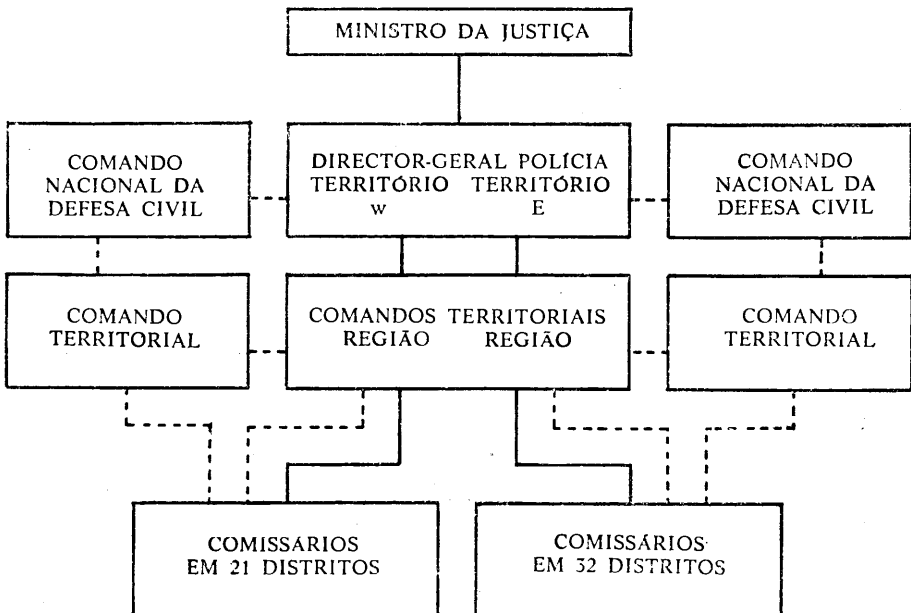 MINISTRO DA JUSTIÇA
COMANDO
NACIONAL DA
DEFESA CIVIL
DIRECTOR-GERAL POLÍCIA
TERRITÓRIO TERRITÓRIO
W E
COMANDO
NACIONAL DA
DEFESA CIVIL
COMANDO
TERRITORIAL
COMANDOS TERRITORIAIS
REGIÃO REGIÃO
COMANDO
TERRITORIAL
COMISSÁRIOS
EM 21 DISTRITOS
COMISSÁRIOS
EM 32 DISTRITOS